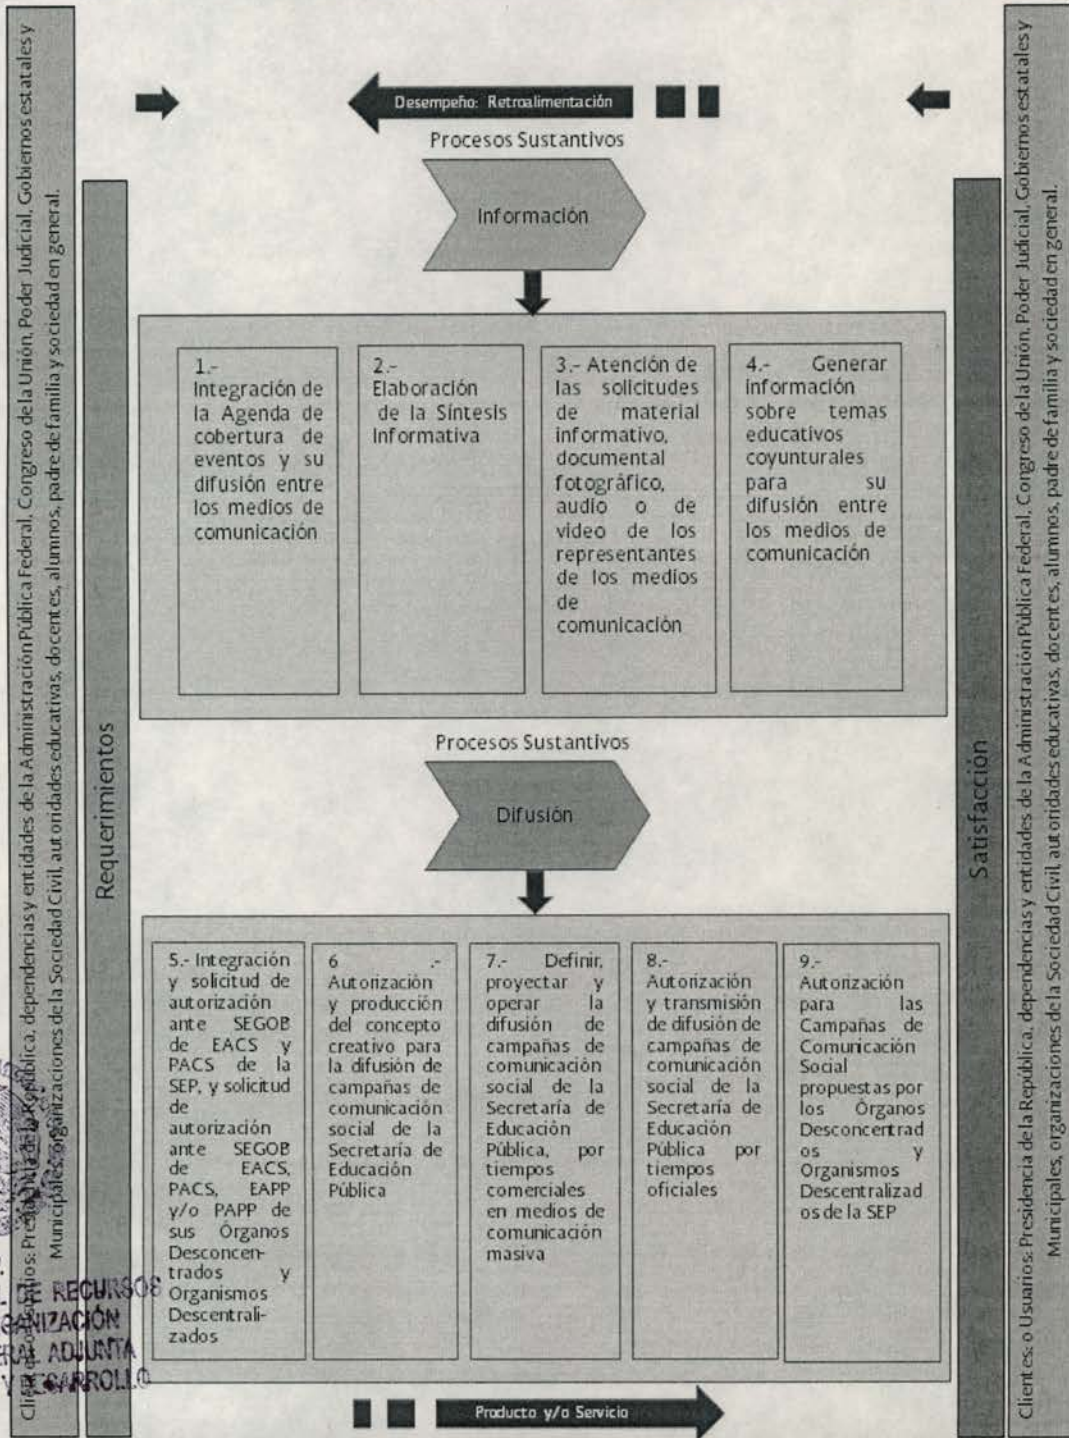 Clientes: o Usuarios: Presidencia de la República, dependencias y entidades de la Administración Pública Federal, Congreso de la Unión, Poder Judicial, Gobiernos estatales y
Municipales, organizaciones de la Sociedad Civil, autoridades educativas, docentes, alumnos, padre de familia y sociedad en general.
Requerimientos
Desempeño: Retroalimentación
Procesos Sustantivos
Información
1.-
Integración de
la Agenda de
cobertura de
eventos y su
difusión entre
los medios de
comunicación
2.-
Elaboración
de la Síntesis
Informativa
3.- Atención de
las solicitudes
de material
informativo,
documental
fotográfico,
audio o de
video de los
representantes
de los medios
de
comunicación
4.- Generar
información
sobre temas
educativos
coyunturales
para su
difusión entre
los medios de
comunicación
Procesos Sustantivos
Difusión
5.- Integración
y solicitud de
autorización
ante SEGOB
de EACS y
PACS de la
SEP, y solicitud
de
autorización
ante SEGOB
de EACS,
PACS, EAPP
y/o PAPP de
sus Órganos
Desconcen-
trados y
Organismos
Descentrali-
zados
6 .-
Autorización
y producción
del concepto
creativo para
la difusión de
campañas de
comunicación
social de la
Secretaría de
Educación
Pública
7.- Definir,
proyectar y
operar la
difusión de
campañas de
comunicación
social de la
Secretaría de
Educación
Pública, por
tiempos
comerciales
en medios de
comunicación
masiva
8.-
Autorización
y transmisión
de difusión de
campañas de
comunicación
social de la
Secretaría de
Educación
Pública por
tiempos
oficiales
9.-
Autorización
para las
Campañas de
Comunicación
Social
propuestas por
los Órganos
Desconcertrad
os y
Organismos
Descentralizad
os de la SEP
Producto y/o Servicio
Satisfacción
Client es: o Usuarios: Presidencia de la República, dependencias y entidades de la Administración Pública Federal, Congreso de la Unión, Poder Judicial, Gobiernos estatales y
Municipales, organizaciones de la Sociedad Civil, autoridades educativas, docentes, alumnos, padre de familia y sociedad en general.
DE RECURSOS
GANIZACIÓN
ERAL ADJUNTA
Y DESARROLLO